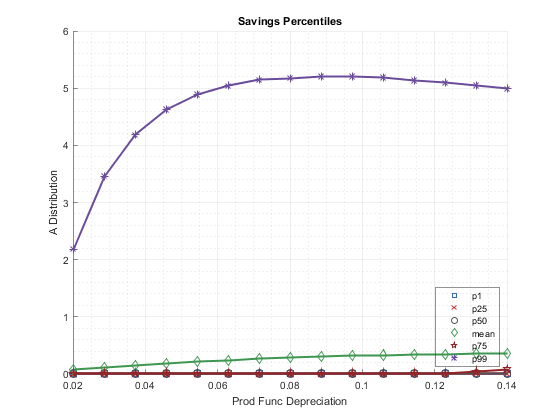 Savings Percentiles
6
5
4
3
2
1
0
A Distribution
p1
p25
p50
mean
p75
p99
0.02
0.04
0.06
0.08
0.1
0.12
0.14
Prod Func Depreciation